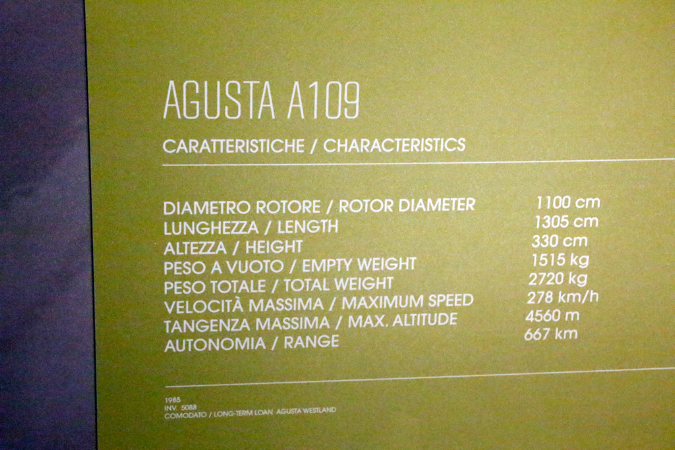 AGUSTA A109
CARATTERISTICHE / CHARACTERISTICS
DIAMETRO ROTORE / ROTOR DIAMETER 1100 cm
LUNGHEZZA / LENGTH 1305 cm
ALTEZZA / HEIGHT 330 cm
PESO A VUOTO / EMPTY WEIGHT 1515 kg
PESO TOTALE / TOTAL WEIGHT 2720 kg
VELOCITÀ MASSIMA / MAXIMUM SPEED 278 km/h
TANGENZA MASSIMA / MAX. ALTITUDE 4560 m
AUTONOMIA / RANGE 667 km
1985
INV. 5088
COMODATO / LONG-TERM LOAN: AGUSTA WESTLAND